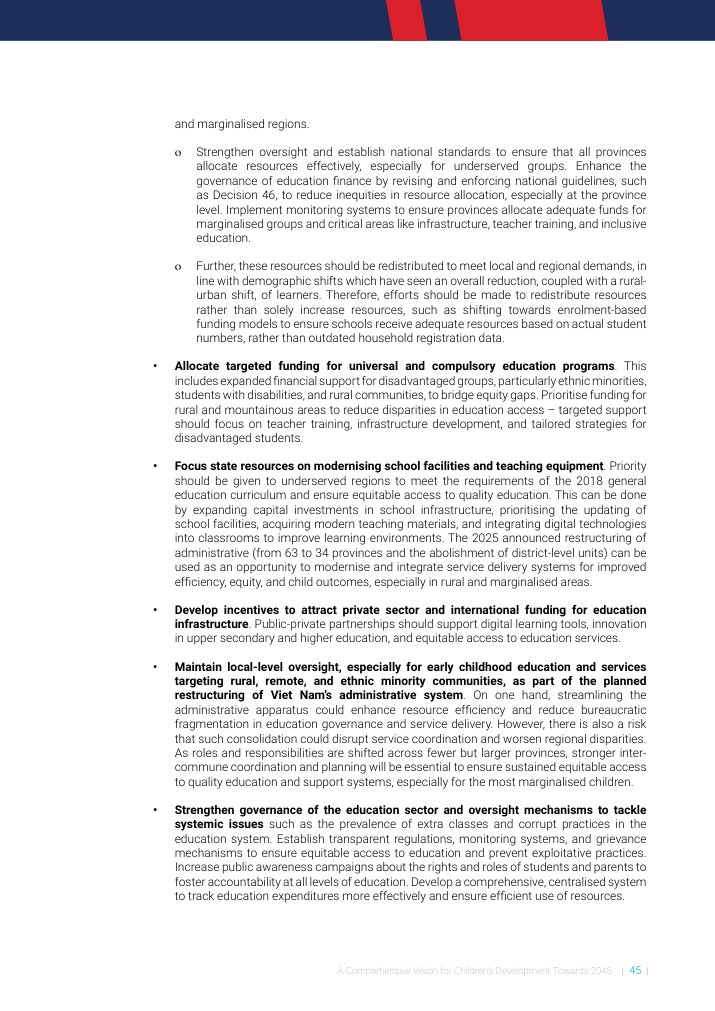 and marginalised regions.
o Strengthen oversight and establish national standards to ensure that all provinces
allocate resources effectively, especially for underserved groups. Enhance the
governance of education finance by revising and enforcing national guidelines, such
as Decision 46, to reduce inequities in resource allocation, especially at the province
level. Implement monitoring systems to ensure provinces allocate adequate funds for
marginalised groups and critical areas like infrastructure, teacher training, and inclusive
education.
o Further, these resources should be redistributed to meet local and regional demands, in
line with demographic shifts which have seen an overall reduction, coupled with a rural-
urban shift, of learners. Therefore, efforts should be made to redistribute resources
rather than solely increase resources, such as shifting towards enrolment-based
funding models to ensure schools receive adequate resources based on actual student
numbers, rather than outdated household registration data.
• Allocate targeted funding for universal and compulsory education programs. This
includes expanded financial support for disadvantaged groups, particularly ethnic minorities,
students with disabilities, and rural communities, to bridge equity gaps. Prioritise funding for
rural and mountainous areas to reduce disparities in education access – targeted support
should focus on teacher training, infrastructure development, and tailored strategies for
disadvantaged students.
• Focus state resources on modernising school facilities and teaching equipment. Priority
should be given to underserved regions to meet the requirements of the 2018 general
education curriculum and ensure equitable access to quality education. This can be done
by expanding capital investments in school infrastructure, prioritising the updating of
school facilities, acquiring modern teaching materials, and integrating digital technologies
into classrooms to improve learning environments. The 2025 announced restructuring of
administrative (from 63 to 34 provinces and the abolishment of district-level units) can be
used as an opportunity to modernise and integrate service delivery systems for improved
efficiency, equity, and child outcomes, especially in rural and marginalised areas.
• Develop incentives to attract private sector and international funding for education
infrastructure. Public-private partnerships should support digital learning tools, innovation
in upper secondary and higher education, and equitable access to education services.
• Maintain local-level oversight, especially for early childhood education and services
targeting rural, remote, and ethnic minority communities, as part of the planned
restructuring of Viet Nam's administrative system. On one hand, streamlining the
administrative apparatus could enhance resource efficiency and reduce bureaucratic
fragmentation in education governance and service delivery. However, there is also a risk
that such consolidation could disrupt service coordination and worsen regional disparities.
As roles and responsibilities are shifted across fewer but larger provinces, stronger inter-
commune coordination and planning will be essential to ensure sustained equitable access
to quality education and support systems, especially for the most marginalised children.
• Strengthen governance of the education sector and oversight mechanisms to tackle
systemic issues such as the prevalence of extra classes and corrupt practices in the
education system. Establish transparent regulations, monitoring systems, and grievance
mechanisms to ensure equitable access to education and prevent exploitative practices.
Increase public awareness campaigns about the rights and roles of students and parents to
foster accountability at all levels of education. Develop a comprehensive, centralised system
to track education expenditures more effectively and ensure efficient use of resources.
A Comprehensive Vision for Children's Development Towards 2045 | 45 |